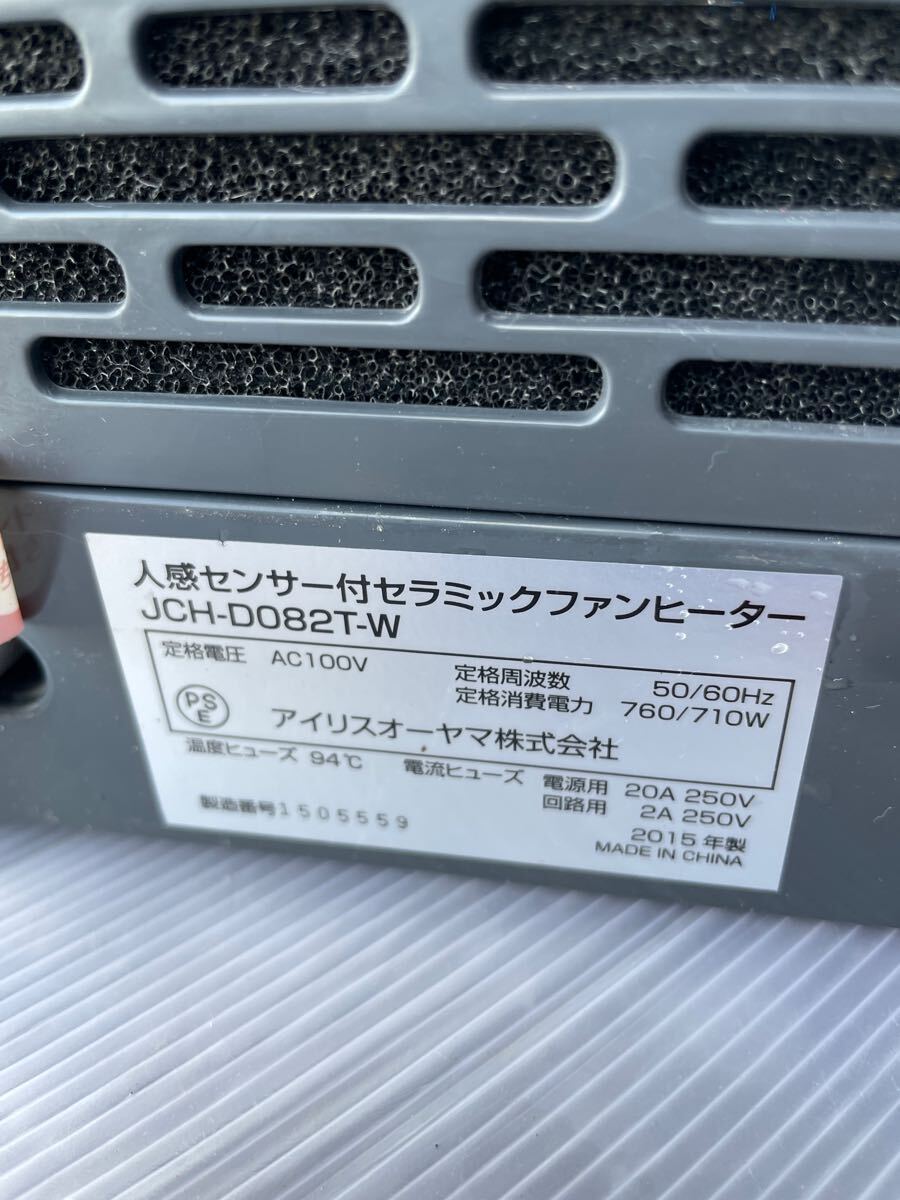 人感センサー付セラミックファンヒーター
JCH-D082T-W
定格電圧 AC100V
定格周波数 50/60Hz
定格消費電力 760/710W
PSE
アイリスオーヤマ株式会社
温度ヒューズ 94℃
電流ヒューズ 電源用 20A 250V
回路用 2A 250V
製造番号1505559
2015年製
MADE IN CHINA